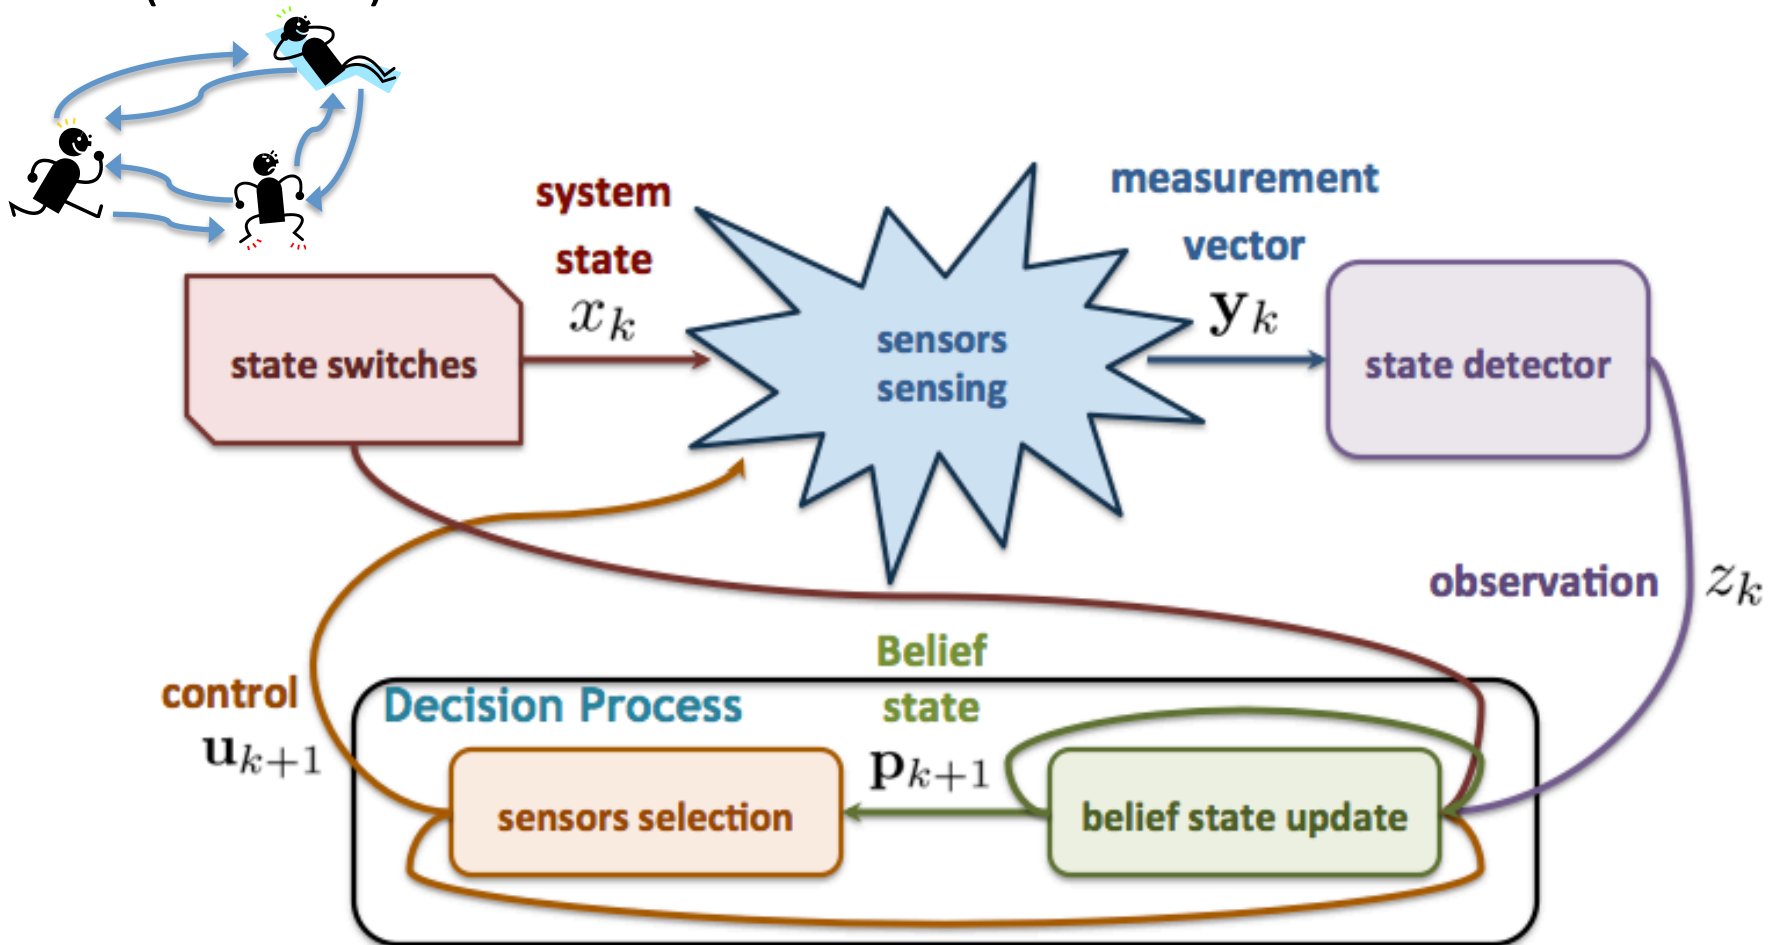 system
state
x_k
measurement
vector
y_k
state switches
sensors
sensing
state detector
observation
z_k
control
u_{k+1}
Decision Process
Belief
state
p_{k+1}
sensors selection
belief state update